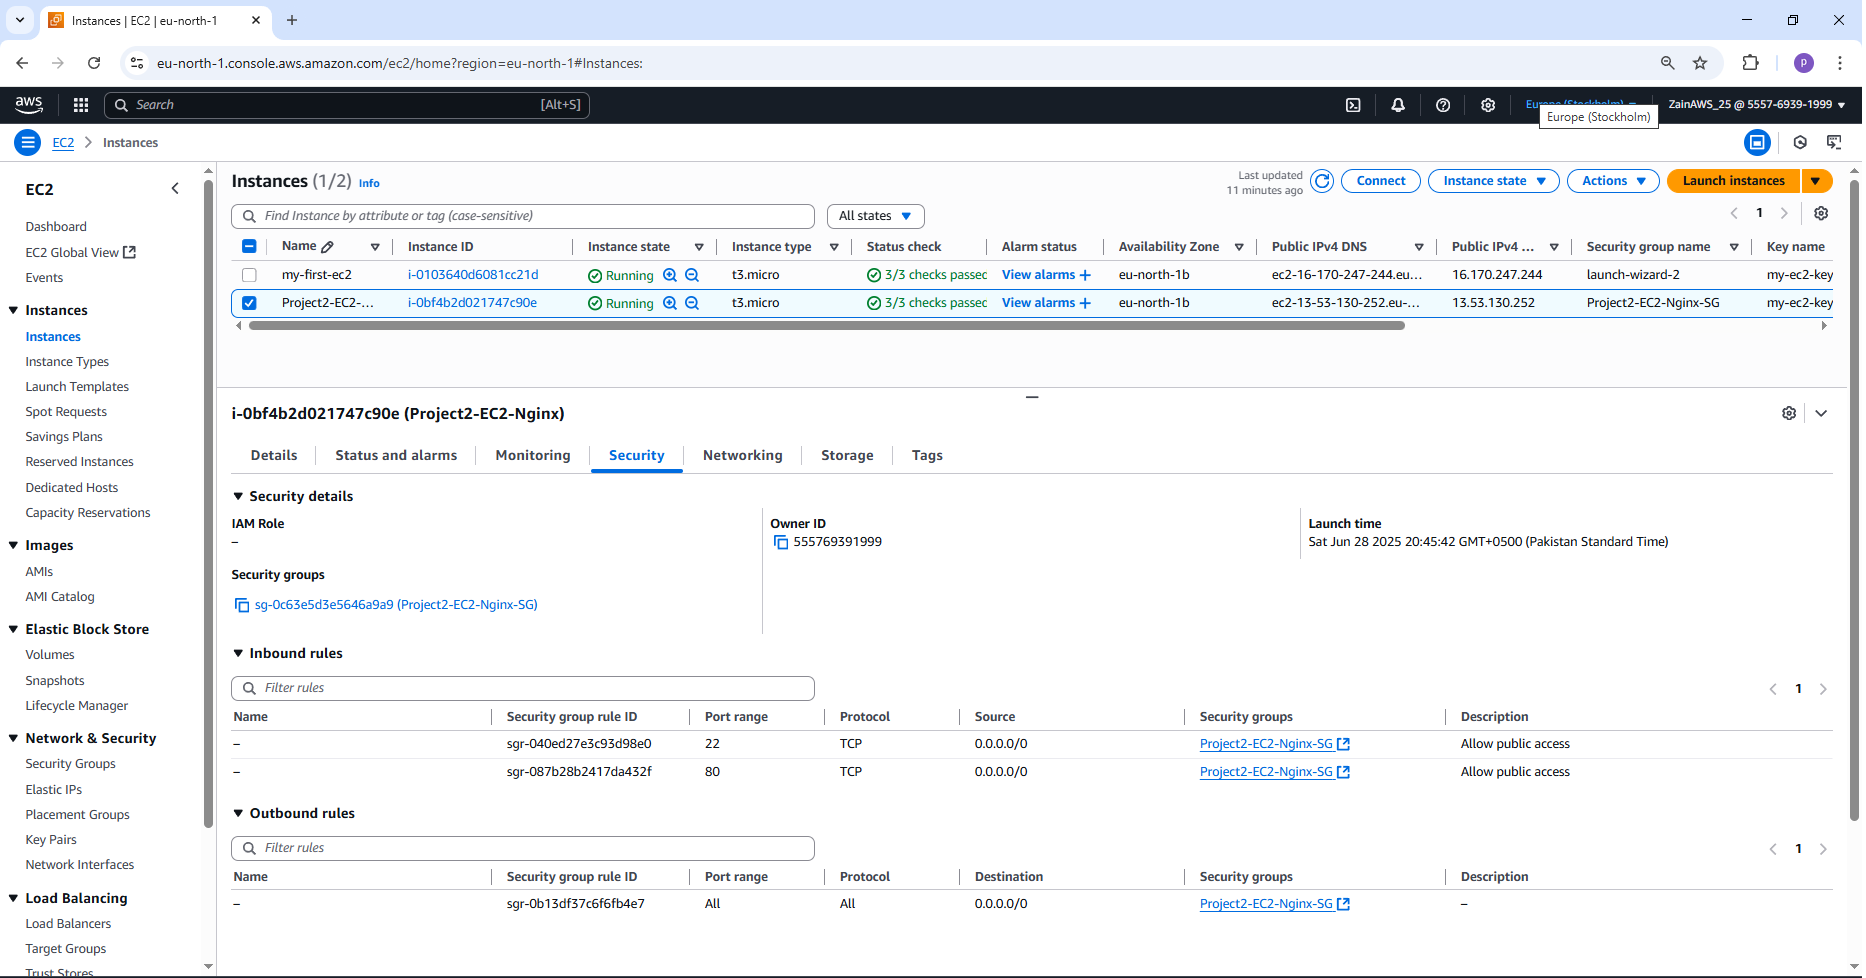 Instances | EC2 | eu-north-1
eu-north-1.console.aws.amazon.com/ec2/home?region=eu-north-1#Instances:
P
aws
Search [Alt+S]
Europe (Stockholm)
ZainAWS_25 @ 5557-6939-1999
Europe (Stockholm)
EC2 Instances
EC2
Dashboard
EC2 Global View
Events
Instances
Instances
Instance Types
Launch Templates
Spot Requests
Savings Plans
Reserved Instances
Dedicated Hosts
Capacity Reservations
Images
AMIs
AMI Catalog
Elastic Block Store
Volumes
Snapshots
Lifecycle Manager
Network & Security
Security Groups
Elastic IPs
Placement Groups
Key Pairs
Network Interfaces
Load Balancing
Load Balancers
Target Groups
Trust Stores
Instances (1/2) Info
Last updated
11 minutes ago
Connect
Instance state
Actions
Launch instances
Find Instance by attribute or tag (case-sensitive)
All states
1
Name Instance ID Instance state Instance type Status check Alarm status Availability Zone Public IPv4 DNS Public IPv4 ... Security group name Key name
my-first-ec2 i-0103640d6081cc21d Running t3.micro 3/3 checks passed View alarms + eu-north-1b ec2-16-170-247-244.eu... 16.170.247.244 launch-wizard-2 my-ec2-key
Project2-EC2-... i-0bf4b2d021747c90e Running t3.micro 3/3 checks passed View alarms + eu-north-1b ec2-13-53-130-252.eu-... 13.53.130.252 Project2-EC2-Nginx-SG my-ec2-key
i-0bf4b2d021747c90e (Project2-EC2-Nginx)
Details Status and alarms Monitoring Security Networking Storage Tags
Security details
IAM Role
–
Owner ID
555769391999
Launch time
Sat Jun 28 2025 20:45:42 GMT+0500 (Pakistan Standard Time)
Security groups
sg-0c63e5d3e5646a9a9 (Project2-EC2-Nginx-SG)
Inbound rules
Filter rules
1
Name Security group rule ID Port range Protocol Source Security groups Description
– sgr-040ed27e3c93d98e0 22 TCP 0.0.0.0/0 Project2-EC2-Nginx-SG Allow public access
– sgr-087b28b2417da432f 80 TCP 0.0.0.0/0 Project2-EC2-Nginx-SG Allow public access
Outbound rules
Filter rules
1
Name Security group rule ID Port range Protocol Destination Security groups Description
– sgr-0b13df37c6f6fb4e7 All All 0.0.0.0/0 Project2-EC2-Nginx-SG –